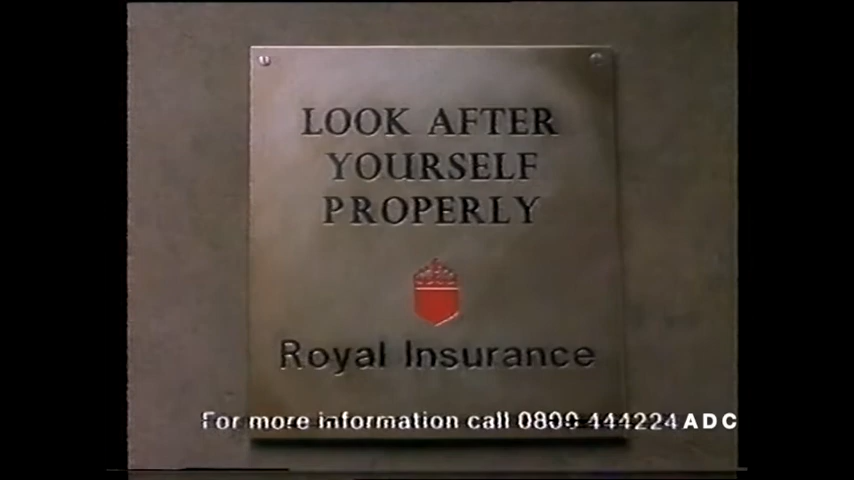 LOOK AFTER
YOURSELF
PROPERLY
Royal Insurance
For more information call 0800 444224 ADC